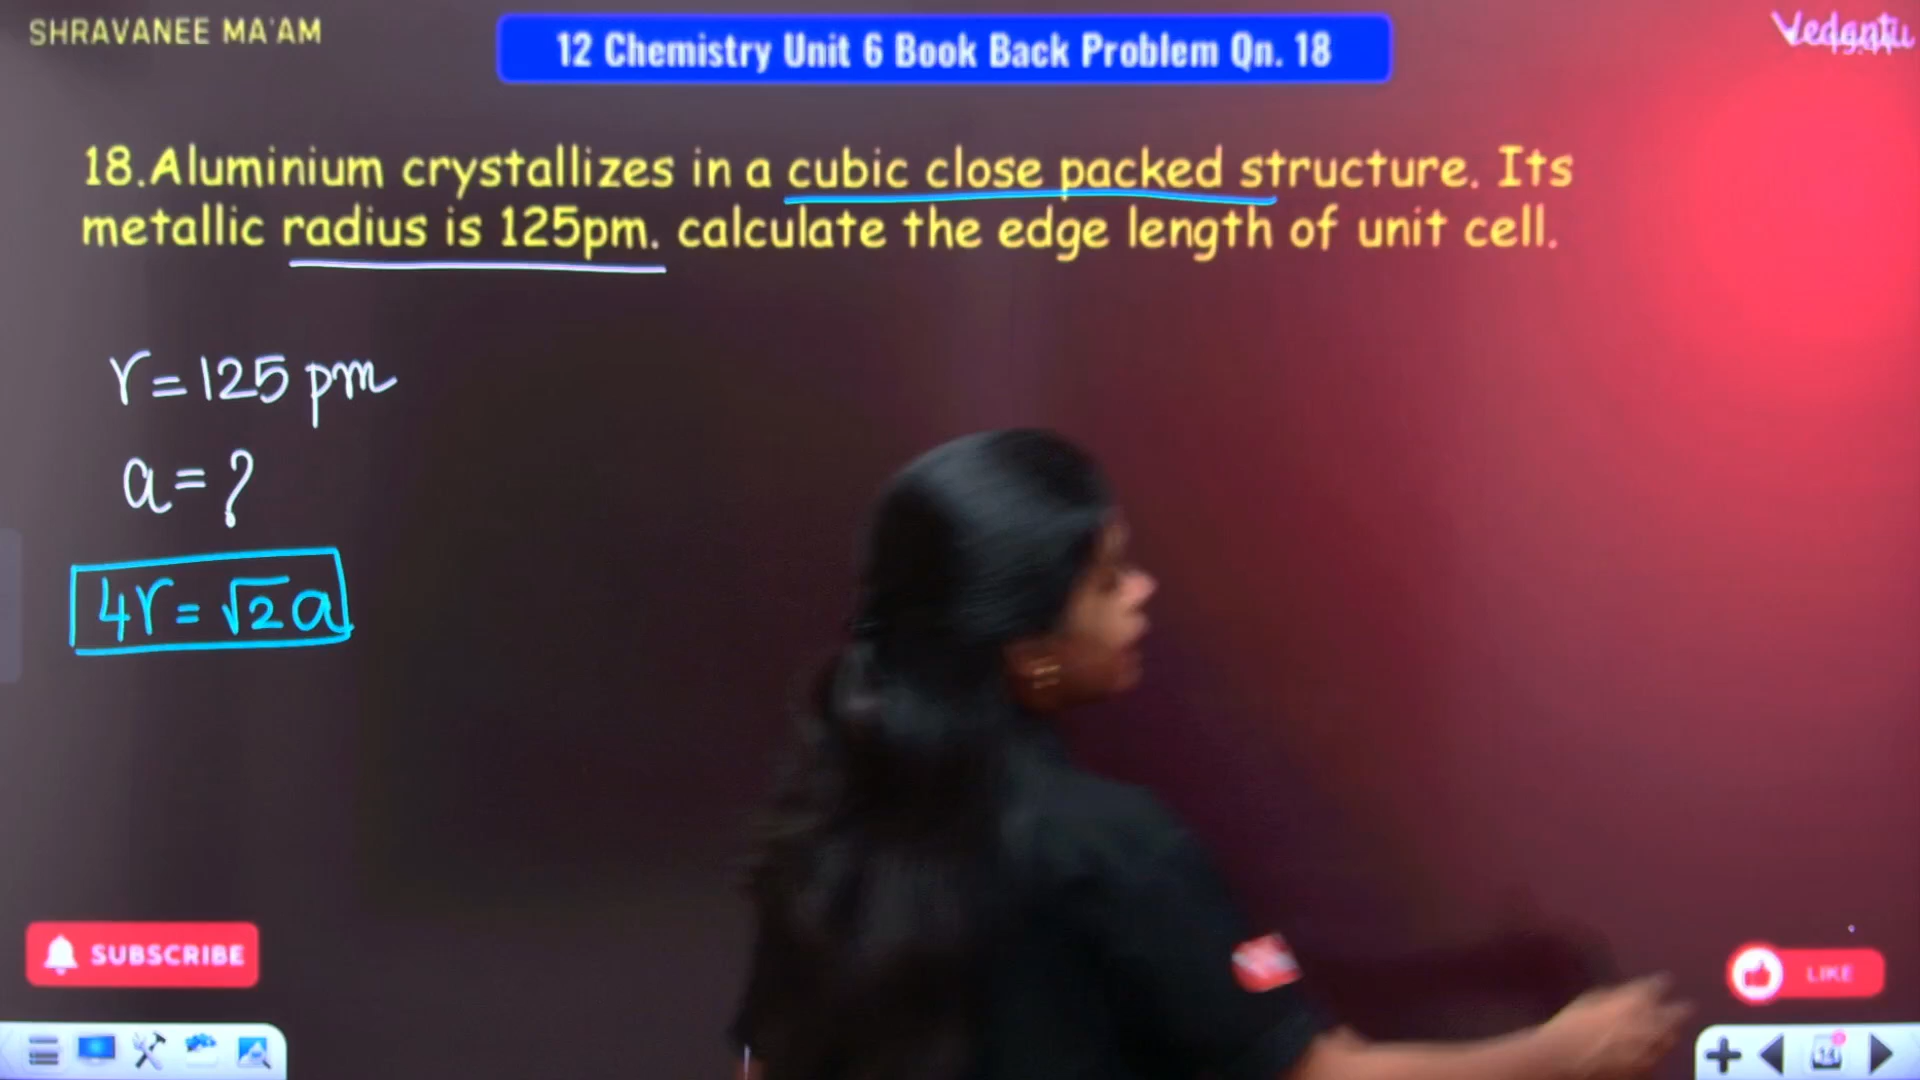 SHRAVANEE MA'AM
12 Chemistry Unit 6 Book Back Problem Qn. 18
Vedantu
18.Aluminium crystallizes in a cubic close packed structure. Its
metallic radius is 125pm. calculate the edge length of unit cell.
r = 125 pm
a = ?
4r = √2 a
SUBSCRIBE
LIKE